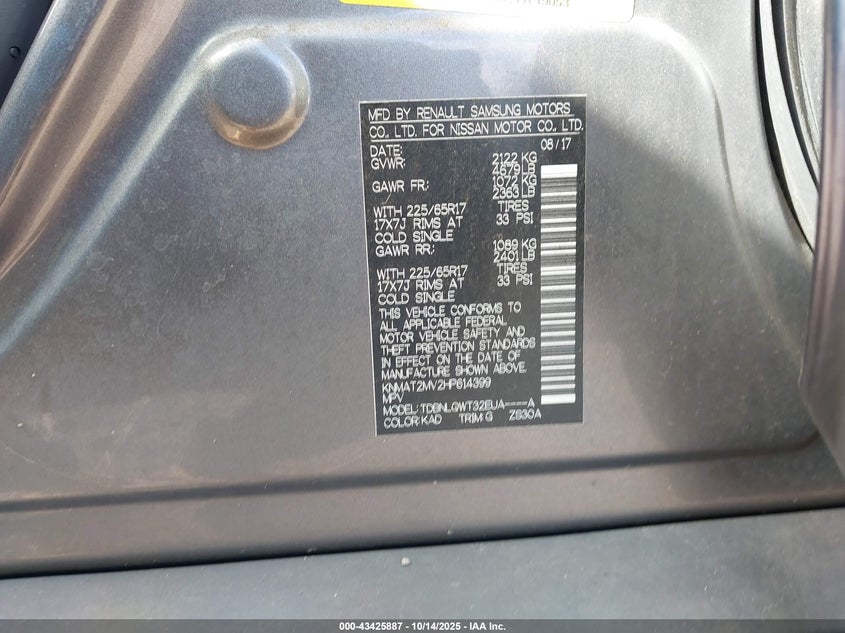 MFD BY RENAULT SAMSUNG MOTORS
CO., LTD. FOR NISSAN MOTOR CO., LTD.
DATE: 08/17
GVWR: 2122 KG
4679 LB
GAWR FR: 1072 KG
2363 LB
WITH 225/65R17 TIRES
17X7J RIMS AT 33 PSI
COLD SINGLE
GAWR RR: 1089 KG
2401 LB
WITH 225/65R17 TIRES
17X7J RIMS AT 33 PSI
COLD SINGLE
THIS VEHICLE CONFORMS TO
ALL APPLICABLE FEDERAL
MOTOR VEHICLE SAFETY AND
THEFT PREVENTION STANDARDS
IN EFFECT ON THE DATE OF
MANUFACTURE SHOWN ABOVE.
KNMAT2MV2HP614399
MPV
MODEL: TDBNLGWT32EUA----A
COLOR: KAD TRIM: G Z630A
000-43425887 - 10/14/2025 - IAA Inc.